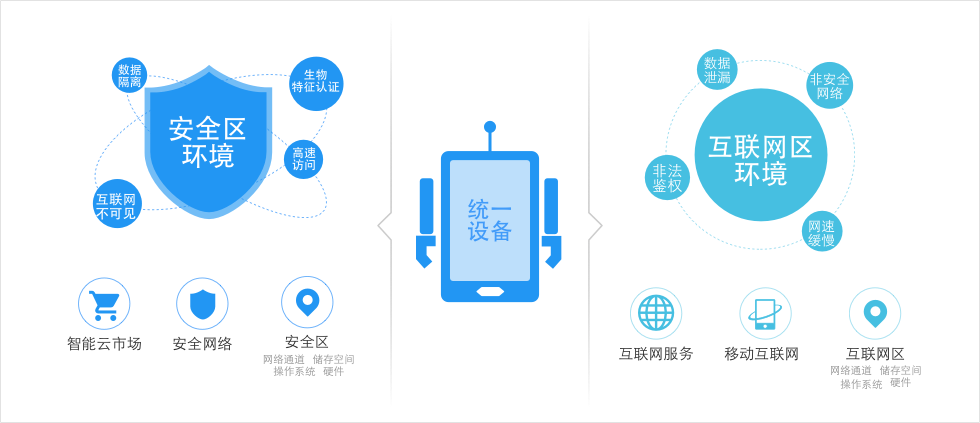 数据
隔离
生物
特征认证
安全区
环境
高速
访问
互联网
不可见
智能云市场
安全网络
安全区
网络通道 储存空间
操作系统 硬件
统一
设备
数据
泄漏
非安全
网络
互联网区
环境
非法
鉴权
网速
缓慢
互联网服务
移动互联网
互联网区
网络通道 储存空间
操作系统 硬件